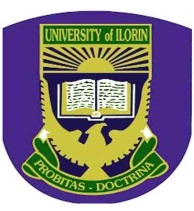 UNIVERSITY of ILORIN
PROBITAS - DOCTRINA